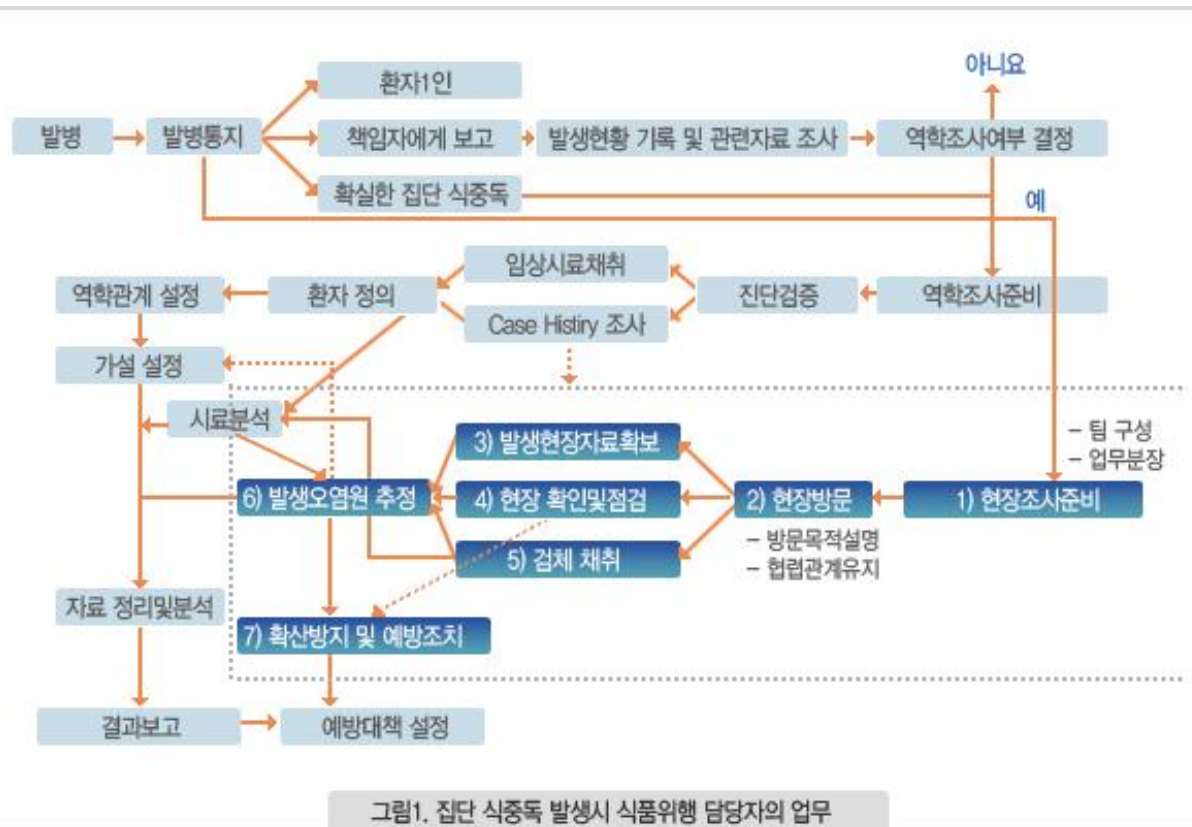 아니요
환자1인
발병
발병통지
책임자에게 보고
발생현황 기록 및 관련자료 조사
역학조사여부 결정
확실한 집단 식중독
예
임상시료채취
역학관계 설정
환자 정의
진단검증
역학조사준비
Case Histiry 조사
가설 설정
시료분석
3) 발생현장자료확보
– 팀 구성
– 업무분장
6) 발생오염원 추정
4) 현장 확인및점검
2) 현장방문
1) 현장조사준비
– 방문목적설명
– 협렵관계유지
5) 검체 채취
자료 정리및분석
7) 확산방지 및 예방조치
결과보고
예방대책 설정
그림1. 집단 식중독 발생시 식품위행 담당자의 업무